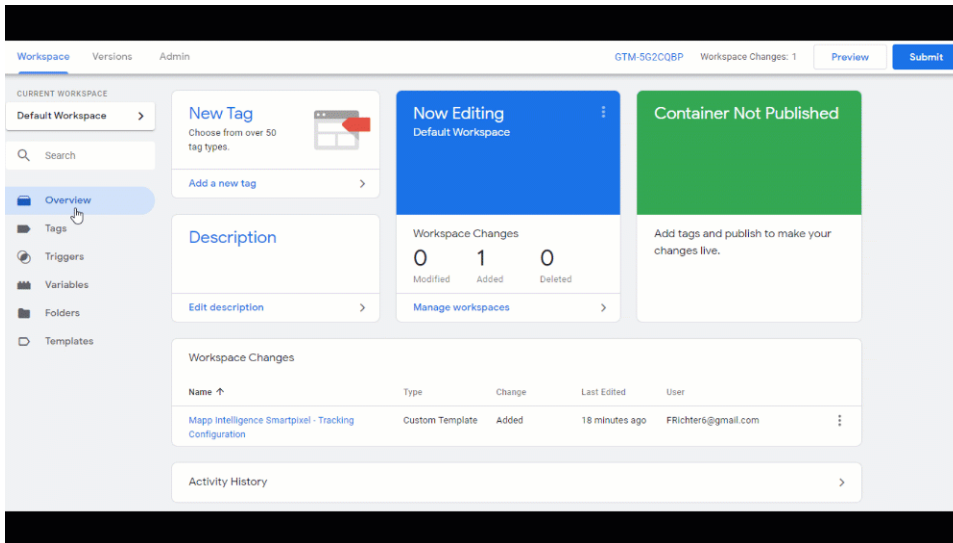 Workspace Versions Admin GTM-5G2CQBP Workspace Changes: 1 Preview Submit
CURRENT WORKSPACE
Default Workspace
Search
Overview
Tags
Triggers
Variables
Folders
Templates
New Tag
Choose from over 50
tag types.
Add a new tag
Description
Edit description
Now Editing
Default Workspace
Workspace Changes
0 1 0
Modified Added Deleted
Manage workspaces
Container Not Published
Add tags and publish to make your
changes live.
Workspace Changes
Name Type Change Last Edited User
Mapp Intelligence Smartpixel - Tracking
Configuration
Custom Template Added 18 minutes ago FRichter6@gmail.com
Activity History